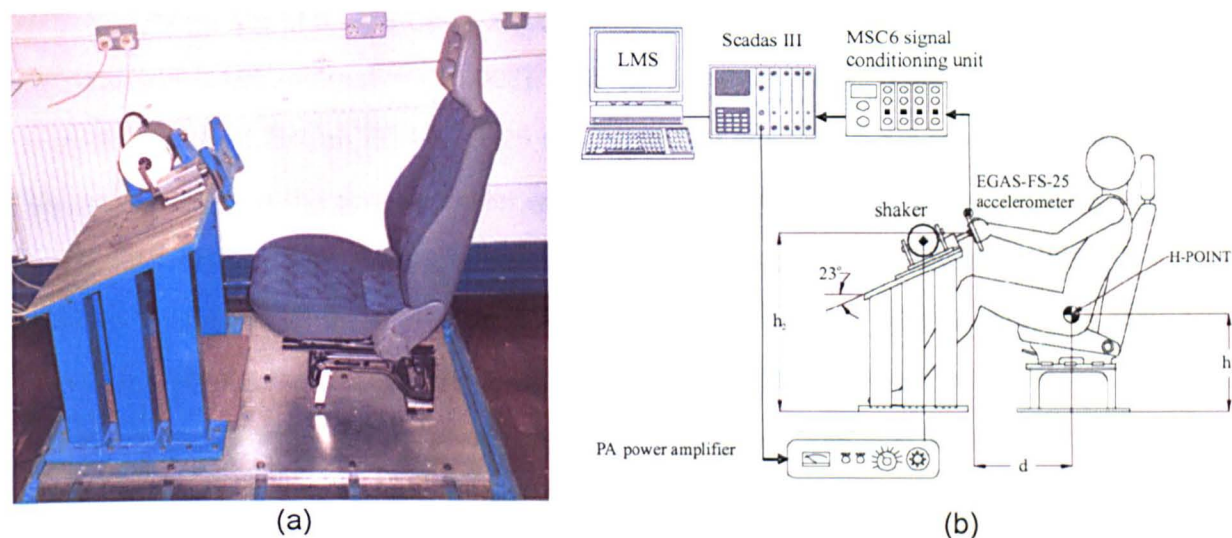 LMS
Scadas III
MSC6 signal
conditioning unit
EGAS-FS-25
accelerometer
shaker
H-POINT
23°
h
h
PA power amplifier
d
(a)
(b)